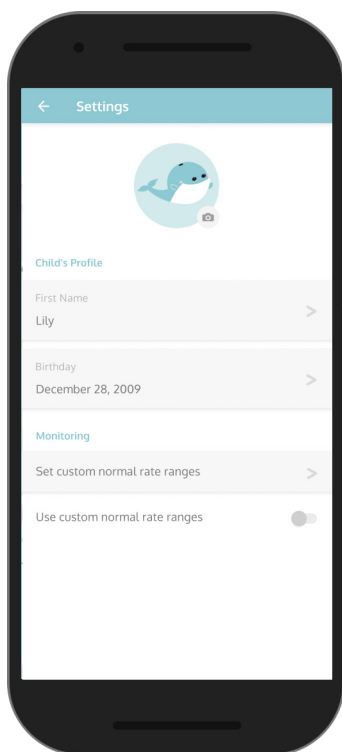 Settings
Child's Profile
First Name
Lily
Birthday
December 28, 2009
Monitoring
Set custom normal rate ranges
Use custom normal rate ranges